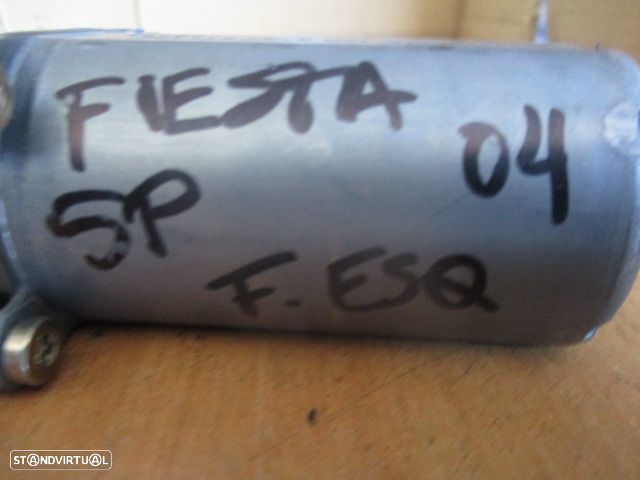 FIESTA 04
5P
F. ESQ
STANDVIRTUAL